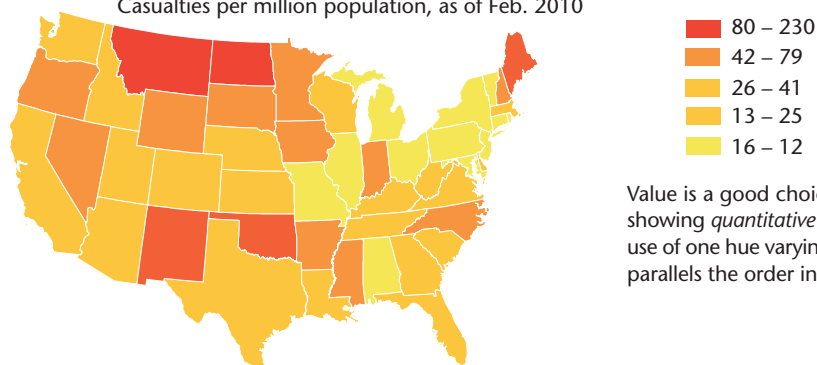 Casualties per million population, as of Feb. 2010
80 – 230
42 – 79
26 – 41
13 – 25
16 – 12
Value is a good choic
showing quantitative
use of one hue varyin
parallels the order in